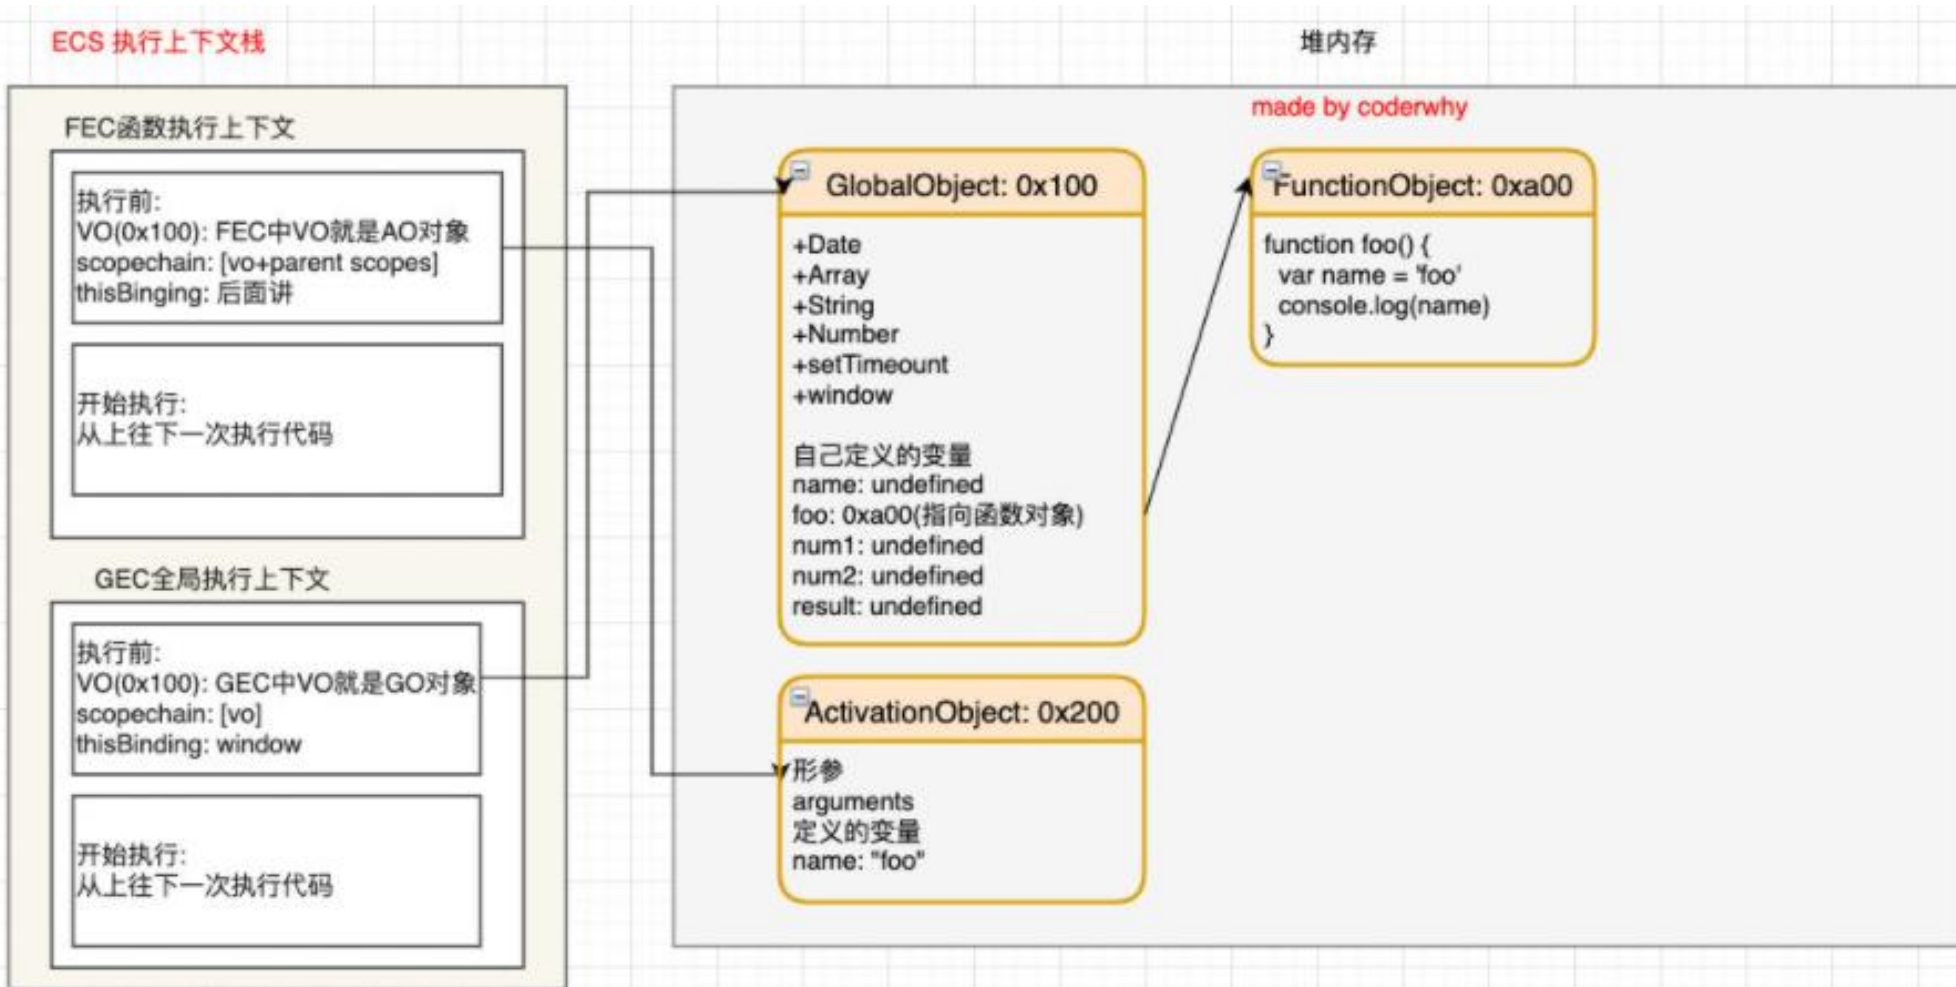 ECS 执行上下文栈
堆内存
made by coderwhy
FEC函数执行上下文
执行前:
VO(0x100): FEC中VO就是AO对象
scopechain: [vo+parent scopes]
thisBinging: 后面讲
开始执行:
从上往下一次执行代码
GEC全局执行上下文
执行前:
VO(0x100): GEC中VO就是GO对象
scopechain: [vo]
thisBinding: window
开始执行:
从上往下一次执行代码
GlobalObject: 0x100
+Date
+Array
+String
+Number
+setTimeount
+window
自己定义的变量
name: undefined
foo: 0xa00(指向函数对象)
num1: undefined
num2: undefined
result: undefined
ActivationObject: 0x200
形参
arguments
定义的变量
name: "foo"
FunctionObject: 0xa00
function foo() {
var name = 'foo'
console.log(name)
}